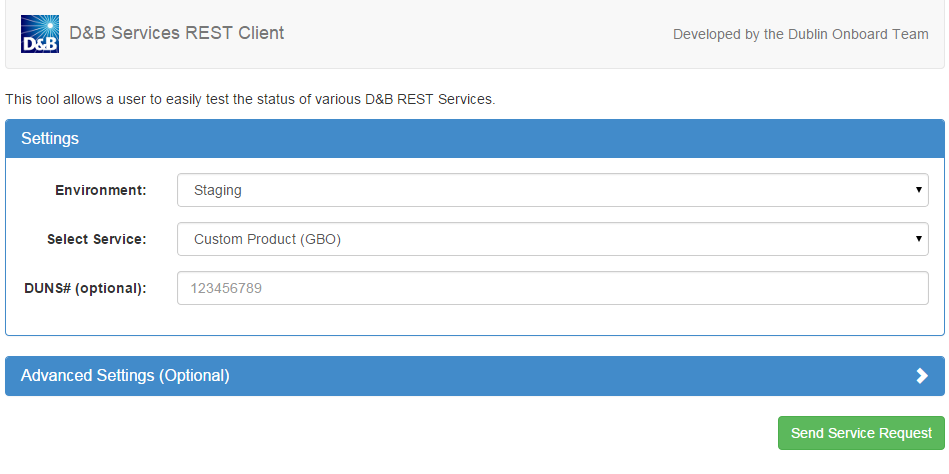 D&B
D&B Services REST Client
Developed by the Dublin Onboard Team
This tool allows a user to easily test the status of various D&B REST Services.
Settings
Environment:
Staging
Select Service:
Custom Product (GBO)
DUNS# (optional):
123456789
Advanced Settings (Optional)
Send Service Request